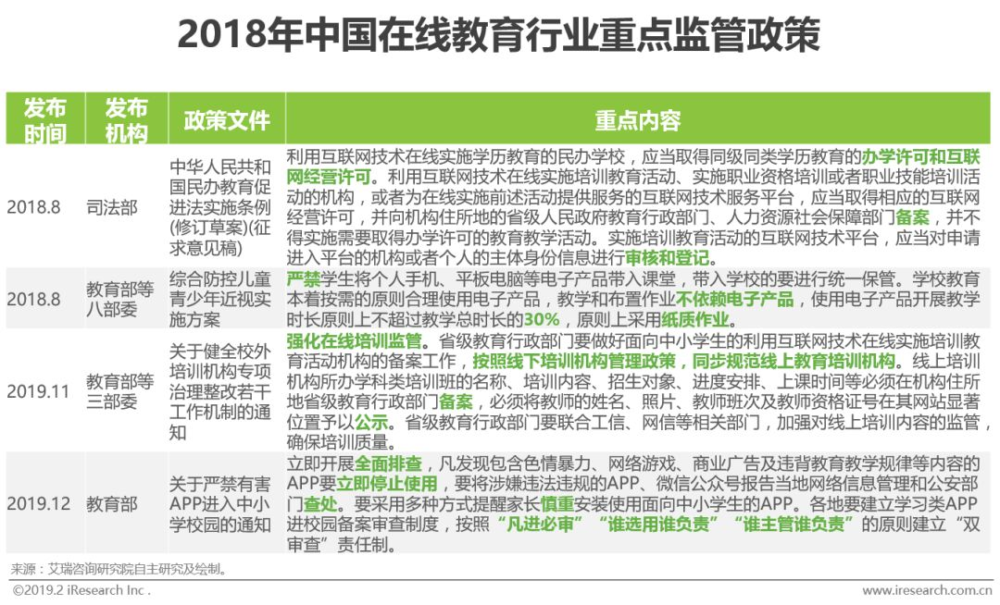 2018年中国在线教育行业重点监管政策
发布
时间
发布
机构
政策文件
重点内容
2018.8
司法部
中华人民共和
国民办教育促
进法实施条例
(修订草案)(征
求意见稿)
利用互联网技术在线实施学历教育的民办学校，应当取得同级同类学历教育的办学许可和互联
网经营许可。利用互联网技术在线实施培训教育活动、实施职业资格培训或者职业技能培训活
动的机构，或者为在线实施前述活动提供服务的互联网技术服务平台，应当取得相应的互联网
经营许可，并向机构住所地的省级人民政府教育行政部门、人力资源社会保障部门备案，并不
得实施需要取得办学许可的教育教学活动。实施培训教育活动的互联网技术平台，应当对申请
进入平台的机构或者个人的主体身份信息进行审核和登记。
2018.8
教育部等
八部委
综合防控儿童
青少年近视实
施方案
严禁学生将个人手机、平板电脑等电子产品带入课堂，带入学校的要进行统一保管。学校教育
本着按需的原则合理使用电子产品，教学和布置作业不依赖电子产品，使用电子产品开展教学
时长原则上不超过教学总时长的30%，原则上采用纸质作业。
2019.11
教育部等
三部委
关于健全校外
培训机构专项
治理整改若干
工作机制的通
知
强化在线培训监管。省级教育行政部门要做好面向中小学生的利用互联网技术在线实施培训教
育活动机构的备案工作，按照线下培训机构管理政策，同步规范线上教育培训机构。线上培训
机构所办学科类培训班的名称、培训内容、招生对象、进度安排、上课时间等必须在机构住所
地省级教育行政部门备案，必须将教师的姓名、照片、教师班次及教师资格证号在其网站显著
位置予以公示。省级教育行政部门要联合工信、网信等相关部门，加强对线上培训内容的监管，
确保培训质量。
2019.12
教育部
关于严禁有害
APP进入中小
学校园的通知
立即开展全面排查，凡发现包含色情暴力、网络游戏、商业广告及违背教育教学规律等内容的
APP要立即停止使用，要将涉嫌违法违规的APP、微信公众号报告当地网络信息管理和公安部
门查处。要采用多种方式提醒家长慎重安装使用面向中小学生的APP。各地要建立学习类APP
进校园备案审查制度，按照“凡进必审”“谁选用谁负责”“谁主管谁负责”的原则建立“双
审查”责任制。
来源：艾瑞咨询研究院自主研究及绘制。
©2019.2 iResearch Inc .
www.iresearch.com.cn